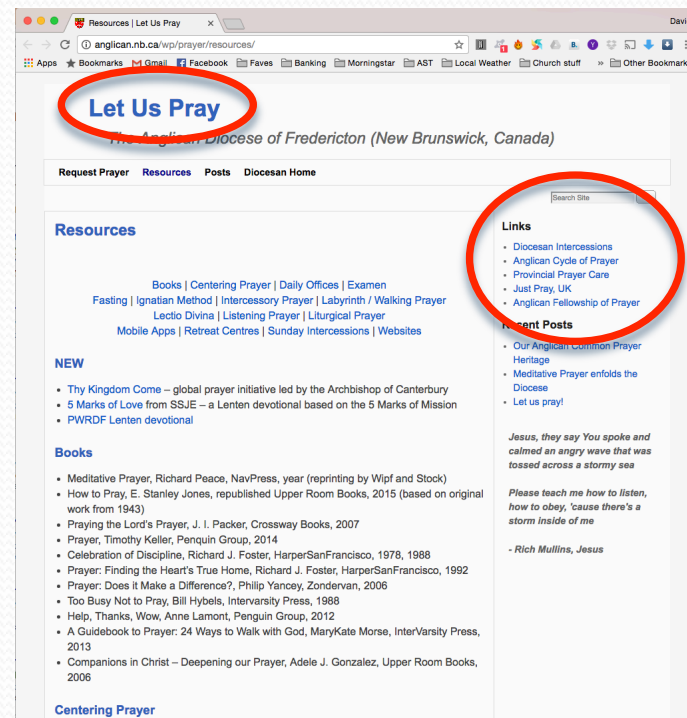 Resources | Let Us Pray
Davi
anglican.nb.ca/wp/prayer/resources/
Apps Bookmarks Gmail Facebook Faves Banking Morningstar AST Local Weather Church stuff » Other Bookmark
Let Us Pray
The Anglican Diocese of Fredericton (New Brunswick, Canada)
Request Prayer Resources Posts Diocesan Home
Search Site
Resources
Books | Centering Prayer | Daily Offices | Examen
Fasting | Ignatian Method | Intercessory Prayer | Labyrinth / Walking Prayer
Lectio Divina | Listening Prayer | Liturgical Prayer
Mobile Apps | Retreat Centres | Sunday Intercessions | Websites
NEW
• Thy Kingdom Come – global prayer initiative led by the Archbishop of Canterbury
• 5 Marks of Love from SSJE – a Lenten devotional based on the 5 Marks of Mission
• PWRDF Lenten devotional
Books
• Meditative Prayer, Richard Peace, NavPress, year (reprinting by Wipf and Stock)
• How to Pray, E. Stanley Jones, republished Upper Room Books, 2015 (based on original
work from 1943)
• Praying the Lord's Prayer, J. I. Packer, Crossway Books, 2007
• Prayer, Timothy Keller, Penquin Group, 2014
• Celebration of Discipline, Richard J. Foster, HarperSanFrancisco, 1978, 1988
• Prayer: Finding the Heart's True Home, Richard J. Foster, HarperSanFrancisco, 1992
• Prayer: Does it Make a Difference?, Philip Yancey, Zondervan, 2006
• Too Busy Not to Pray, Bill Hybels, Intervarsity Press, 1988
• Help, Thanks, Wow, Anne Lamont, Penguin Group, 2012
• A Guidebook to Prayer: 24 Ways to Walk with God, MaryKate Morse, InterVarsity Press,
2013
• Companions in Christ – Deepening our Prayer, Adele J. Gonzalez, Upper Room Books,
2006
Centering Prayer
Links
• Diocesan Intercessions
• Anglican Cycle of Prayer
• Provincial Prayer Care
• Just Pray, UK
• Anglican Fellowship of Prayer
Recent Posts
• Our Anglican Common Prayer
Heritage
• Meditative Prayer enfolds the
Diocese
• Let us pray!
Jesus, they say You spoke and
calmed an angry wave that was
tossed across a stormy sea
Please teach me how to listen,
how to obey, 'cause there's a
storm inside of me
- Rich Mullins, Jesus